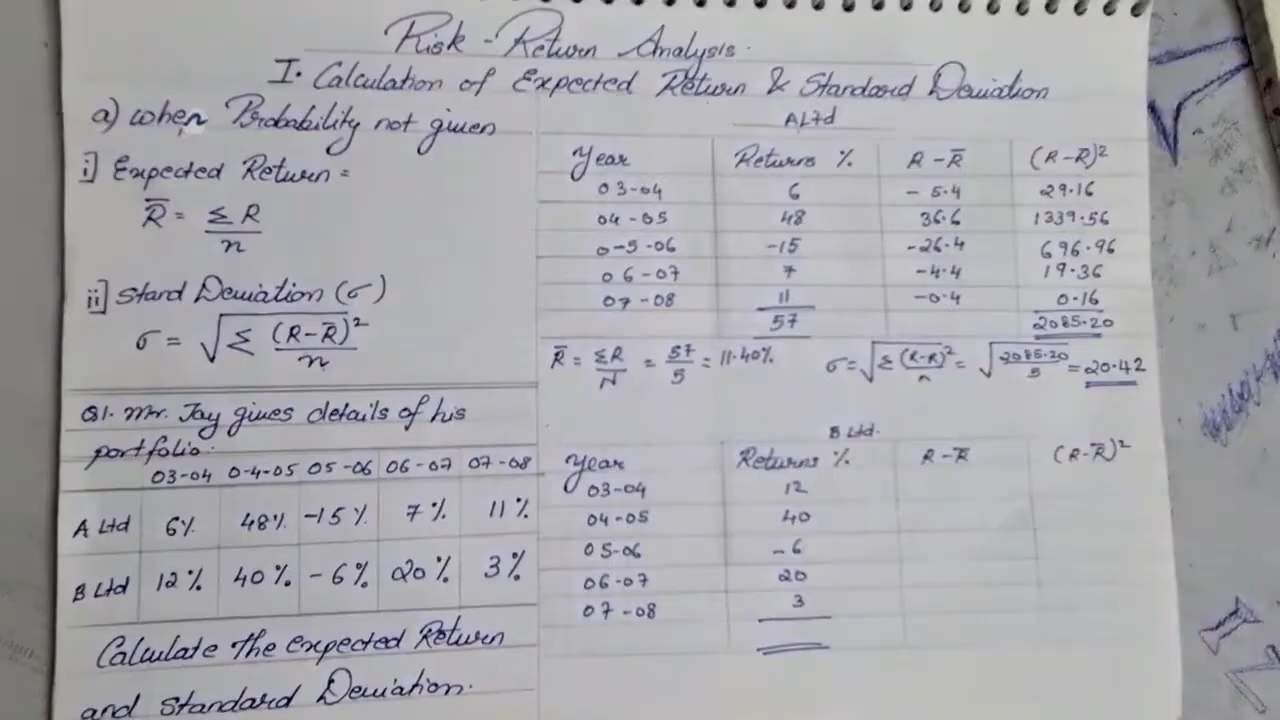 Risk - Return Analysis.
I. Calculation of Expected Return & Standard Deviation
a) when Probability not given
i] Expected Return =
R̄ = Σ R / n
ii] Stard Deviation (σ)
σ = √Σ (R-R̄)² / n
Q1. Mr. Jay gives details of his
portfolio:
03-04 0-4-05 05-06 06-07 07-08
A Ltd 6% 48% -15% 7% 11%
B Ltd 12% 40% -6% 20% 3%
Calculate the expected Return
and Standard Deviation.
A Ltd
Year Returns % R - R̄ (R-R̄)²
03-04 6 -5.4 29.16
04-05 48 36.6 1339.56
0-5-06 -15 -26.4 696.96
06-07 7 -4.4 19.36
07-08 11 -0.4 0.16
57 2085.20
R̄ = ΣR / N = 57 / 5 = 11.40% σ = √Σ (R-R̄)² / n = √2085.20 / 5 = 20.42
B Ltd.
Year Returns % R - R̄ (R-R̄)²
03-04 12
04-05 40
05-06 -6
06-07 20
07-08 3